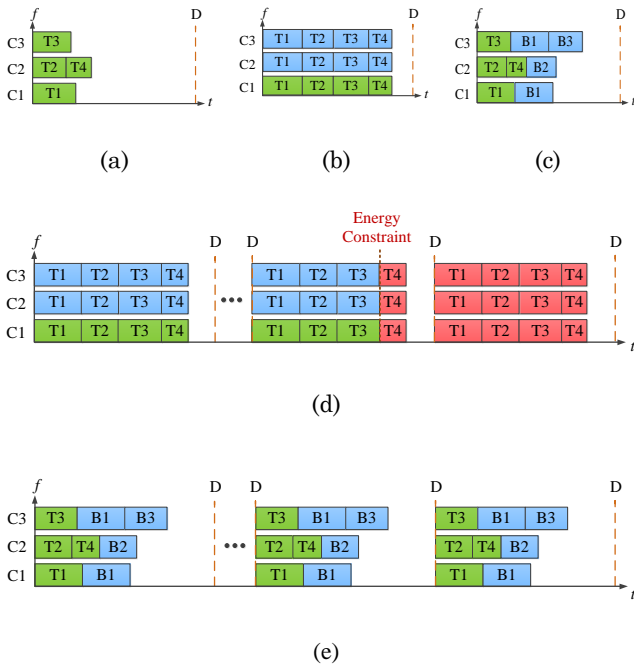 f
D
C3 T3
C2 T2 T4
C1 T1
t
(a)
f
D
C3 T1 T2 T3 T4
C2 T1 T2 T3 T4
C1 T1 T2 T3 T4
t
(b)
f
D
C3 T3 B1 B3
C2 T2 T4 B2
C1 T1 B1
t
(c)
Energy
Constraint
f
D D D D
C3 T1 T2 T3 T4 T1 T2 T3 T4 T1 T2 T3 T4
C2 T1 T2 T3 T4 T1 T2 T3 T4 T1 T2 T3 T4
C1 T1 T2 T3 T4 T1 T2 T3 T4 T1 T2 T3 T4
t
(d)
f
D D D D
C3 T3 B1 B3 T3 B1 B3 T3 B1 B3
C2 T2 T4 B2 T2 T4 B2 T2 T4 B2
C1 T1 B1 T1 B1 T1 B1
t
(e)